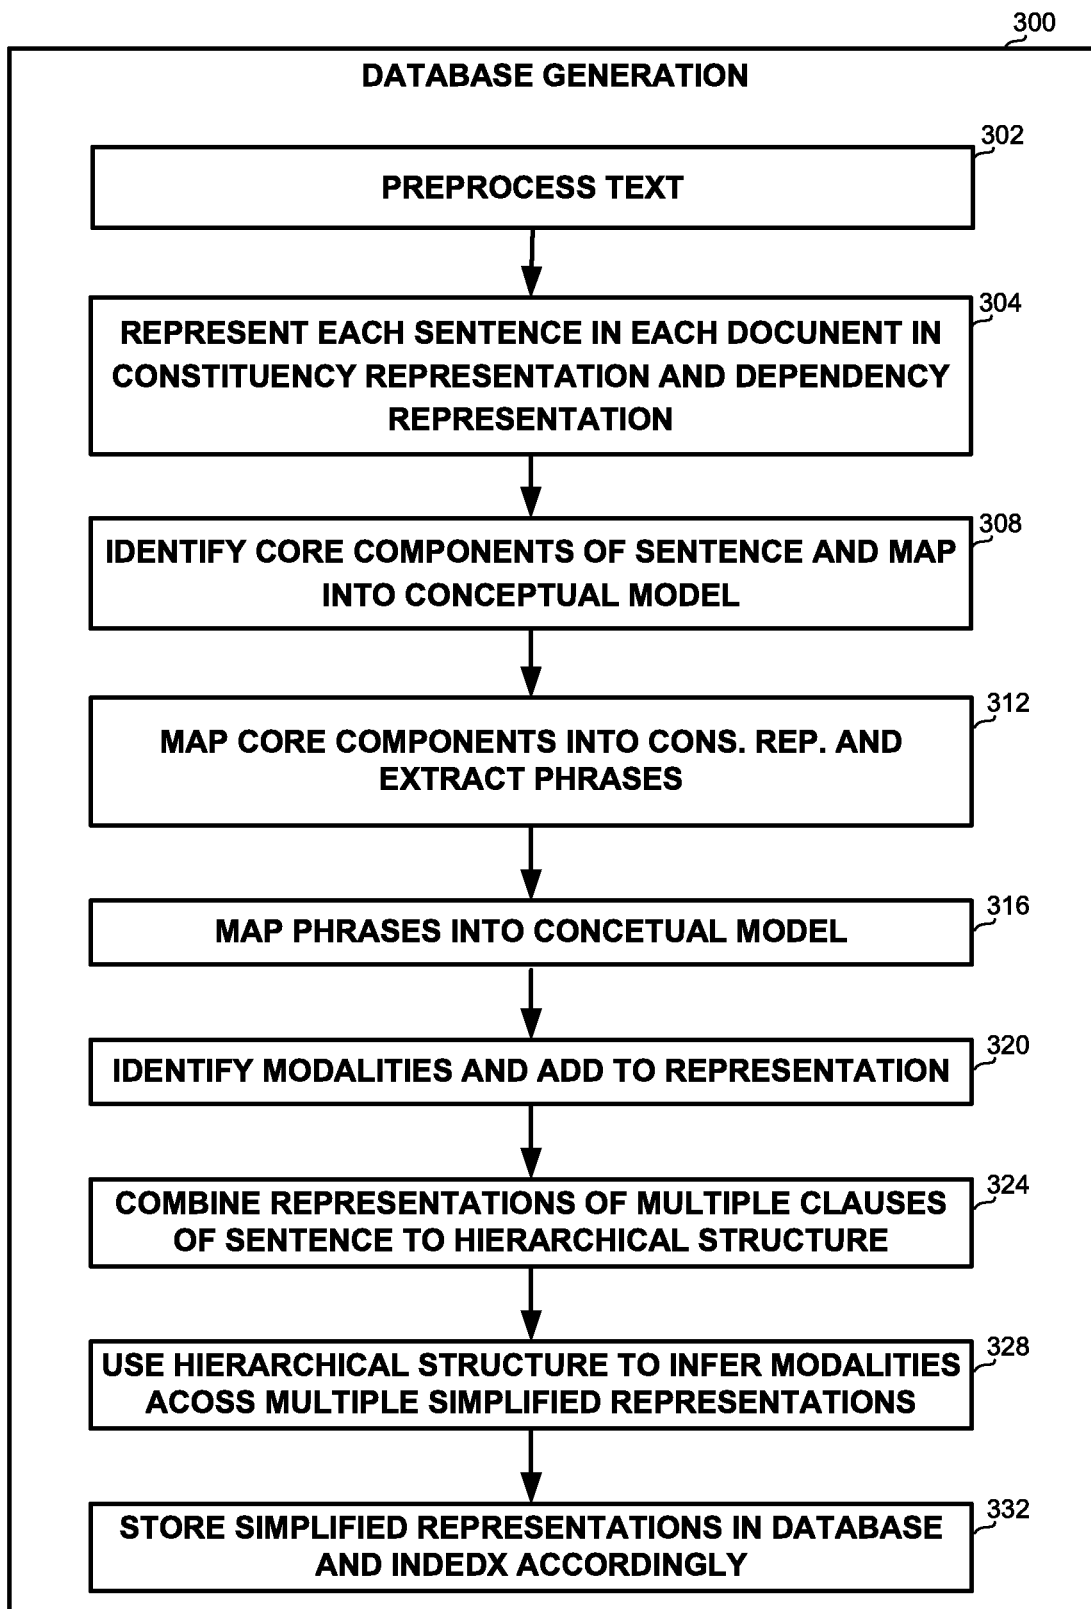 300
DATABASE GENERATION
302
PREPROCESS TEXT
304
REPRESENT EACH SENTENCE IN EACH DOCUNENT IN
CONSTITUENCY REPRESENTATION AND DEPENDENCY
REPRESENTATION
308
IDENTIFY CORE COMPONENTS OF SENTENCE AND MAP
INTO CONCEPTUAL MODEL
312
MAP CORE COMPONENTS INTO CONS. REP. AND
EXTRACT PHRASES
316
MAP PHRASES INTO CONCETUAL MODEL
320
IDENTIFY MODALITIES AND ADD TO REPRESENTATION
324
COMBINE REPRESENTATIONS OF MULTIPLE CLAUSES
OF SENTENCE TO HIERARCHICAL STRUCTURE
328
USE HIERARCHICAL STRUCTURE TO INFER MODALITIES
ACOSS MULTIPLE SIMPLIFIED REPRESENTATIONS
332
STORE SIMPLIFIED REPRESENTATIONS IN DATABASE
AND INDEDX ACCORDINGLY